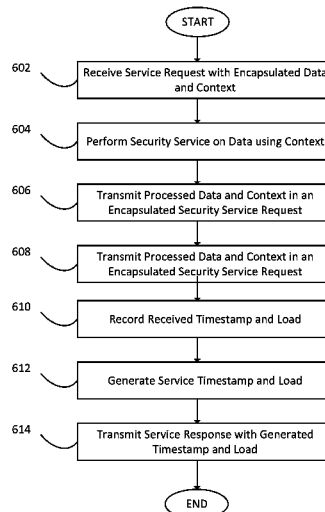 START
602
Receive Service Request with Encapsulated Data
and Context
604
Perform Security Service on Data using Context
606
Transmit Processed Data and Context in an
Encapsulated Security Service Request
608
Transmit Processed Data and Context in an
Encapsulated Security Service Request
610
Record Received Timestamp and Load
612
Generate Service Timestamp and Load
614
Transmit Service Response with Generated
Timestamp and Load
END